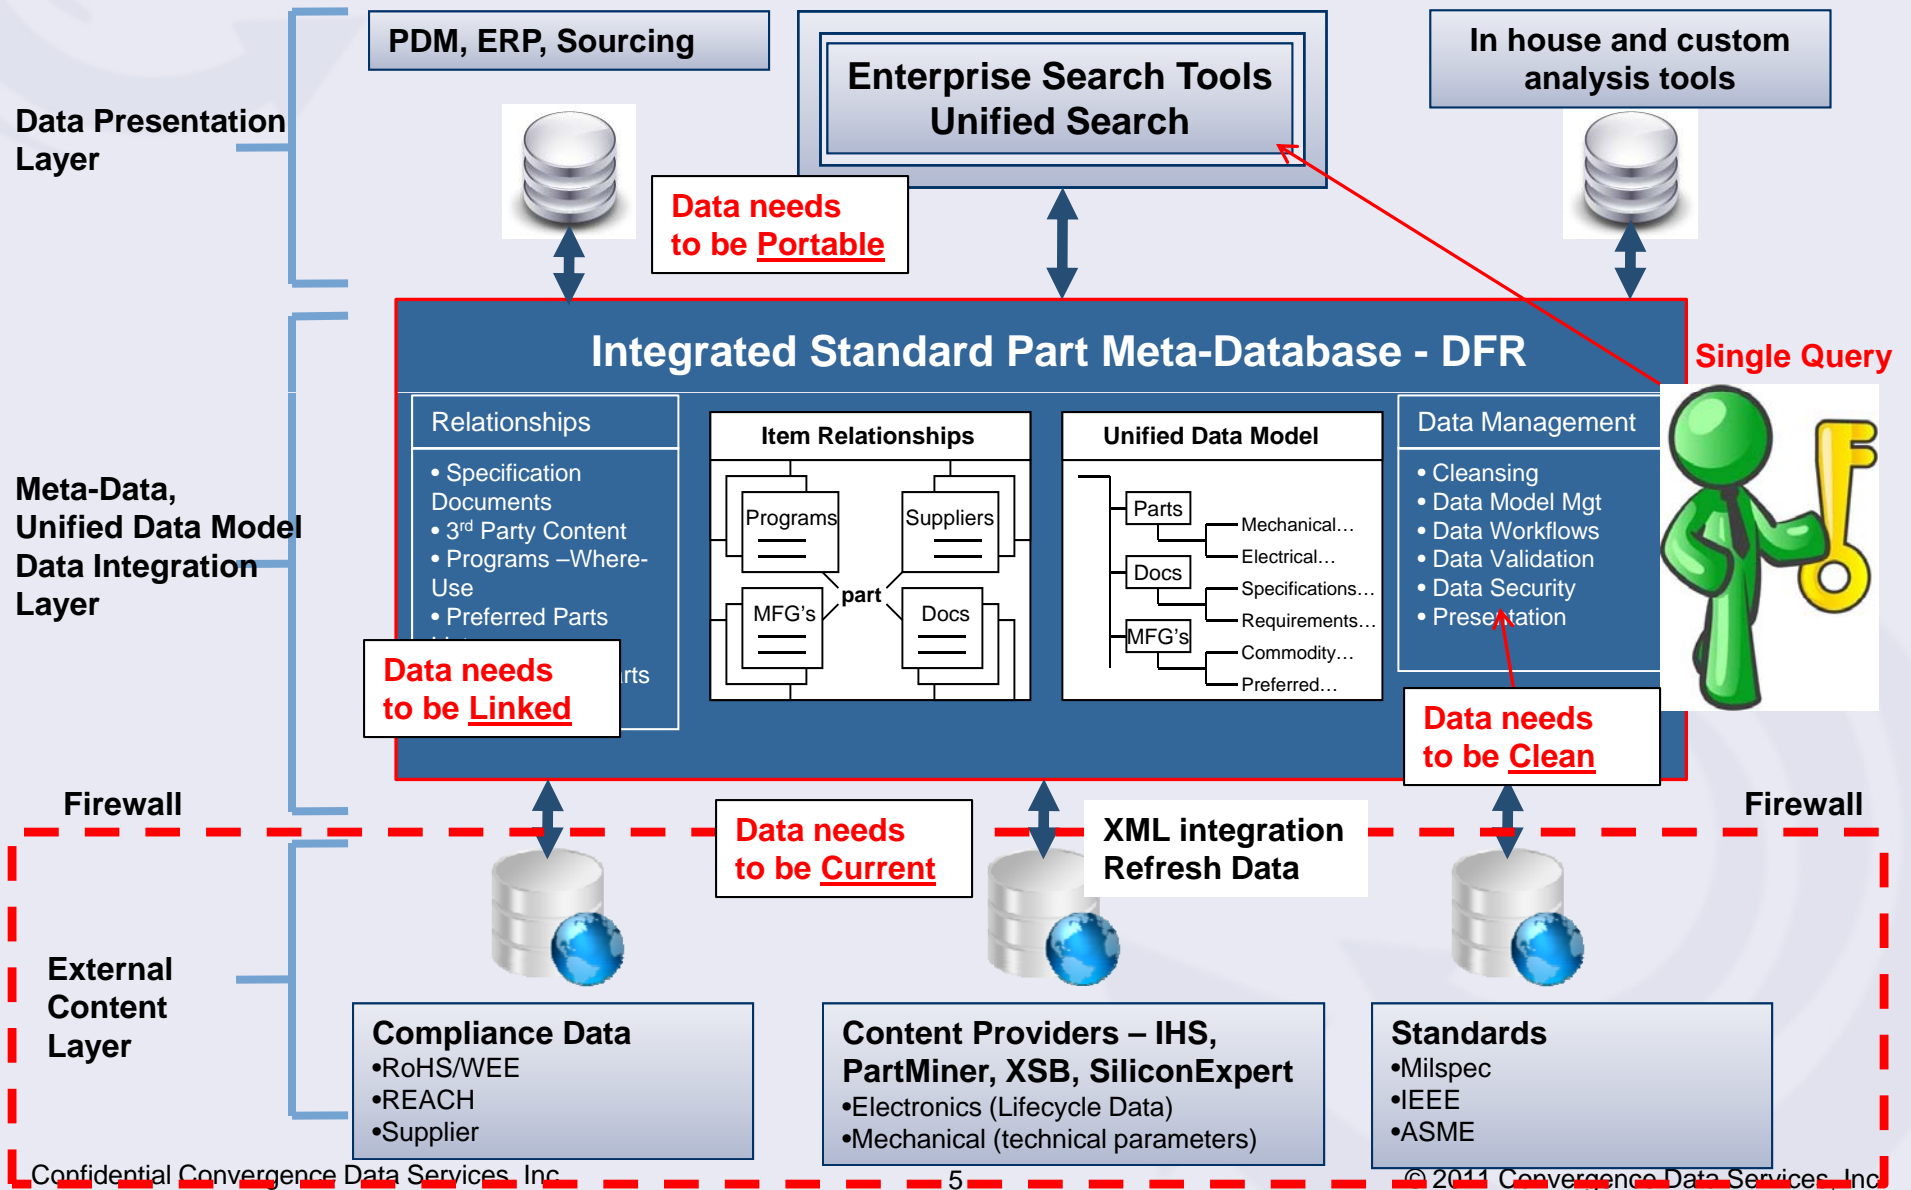 PDM, ERP, Sourcing
Enterprise Search Tools
Unified Search
In house and custom
analysis tools
Data Presentation
Layer
Data needs
to be Portable
Integrated Standard Part Meta-Database - DFR
Single Query
Relationships
• Specification
Documents
• 3rd Party Content
• Programs –Where-
Use
• Preferred Parts
rts
Item Relationships
Programs
Suppliers
part
MFG's
Docs
Unified Data Model
Parts
Mechanical…
Electrical…
Docs
Specifications…
Requirements…
MFG's
Commodity…
Preferred…
Data Management
• Cleansing
• Data Model Mgt
• Data Workflows
• Data Validation
• Data Security
• Presentation
Meta-Data,
Unified Data Model
Data Integration
Layer
Data needs
to be Linked
Data needs
to be Clean
Firewall
Firewall
Data needs
to be Current
XML integration
Refresh Data
External
Content
Layer
Compliance Data
•RoHS/WEE
•REACH
•Supplier
Content Providers – IHS,
PartMiner, XSB, SiliconExpert
•Electronics (Lifecycle Data)
•Mechanical (technical parameters)
Standards
•Milspec
•IEEE
•ASME
Confidential Convergence Data Services, Inc
5
© 2011 Convergence Data Services, Inc